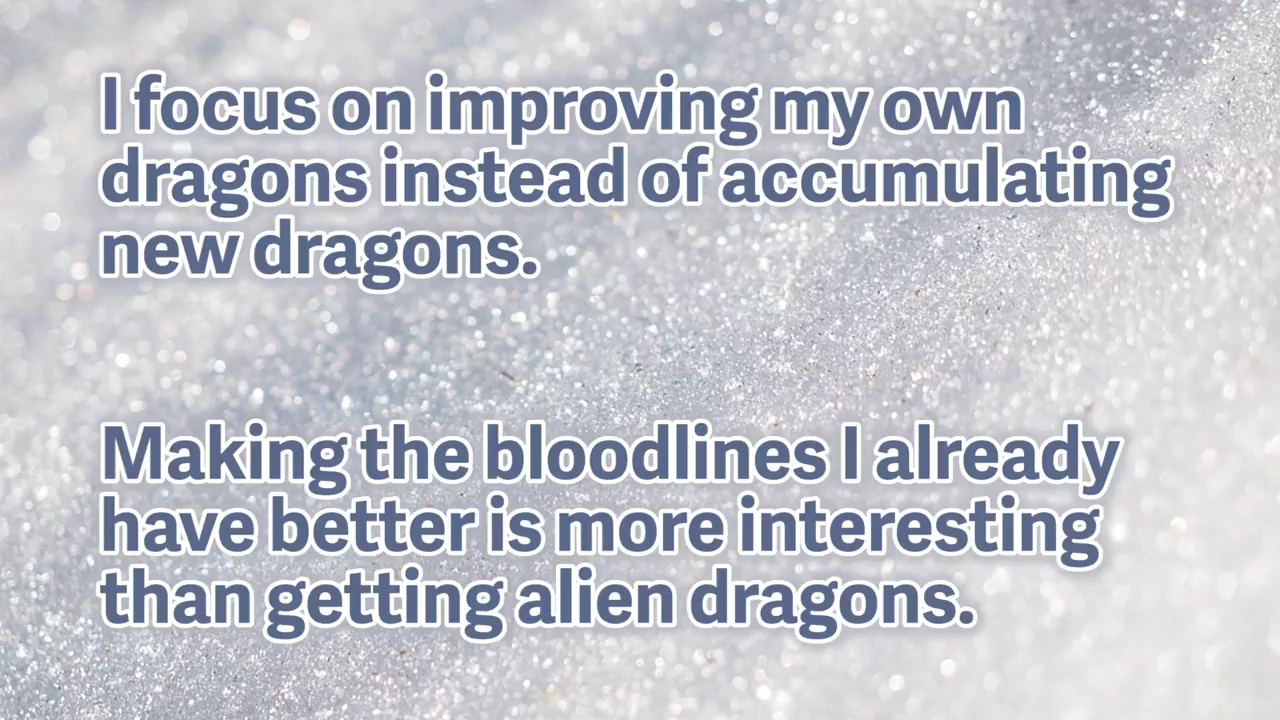 I focus on improving my own
dragons instead of accumulating
new dragons.
Making the bloodlines I already
have better is more interesting
than getting alien dragons.